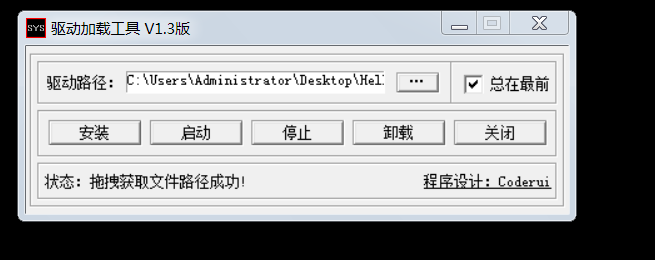 SYS 驱动加载工具 V1.3版
驱动路径： C:\Users\Administrator\Desktop\Hel ... 总在最前
安装 启动 停止 卸载 关闭
状态：拖拽获取文件路径成功! 程序设计：Coderui